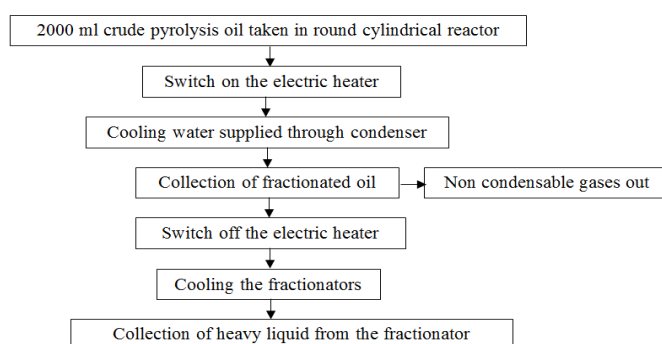 2000 ml crude pyrolysis oil taken in round cylindrical reactor
Switch on the electric heater
Cooling water supplied through condenser
Collection of fractionated oil
Non condensable gases out
Switch off the electric heater
Cooling the fractionators
Collection of heavy liquid from the fractionator